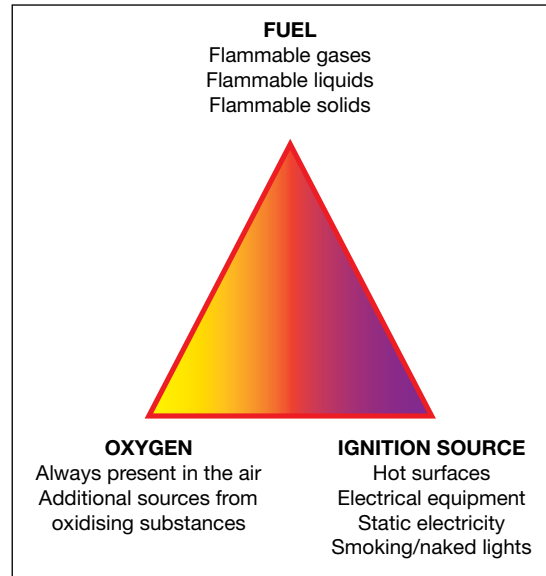 FUEL
Flammable gases
Flammable liquids
Flammable solids
OXYGEN
Always present in the air
Additional sources from
oxidising substances
IGNITION SOURCE
Hot surfaces
Electrical equipment
Static electricity
Smoking/naked lights